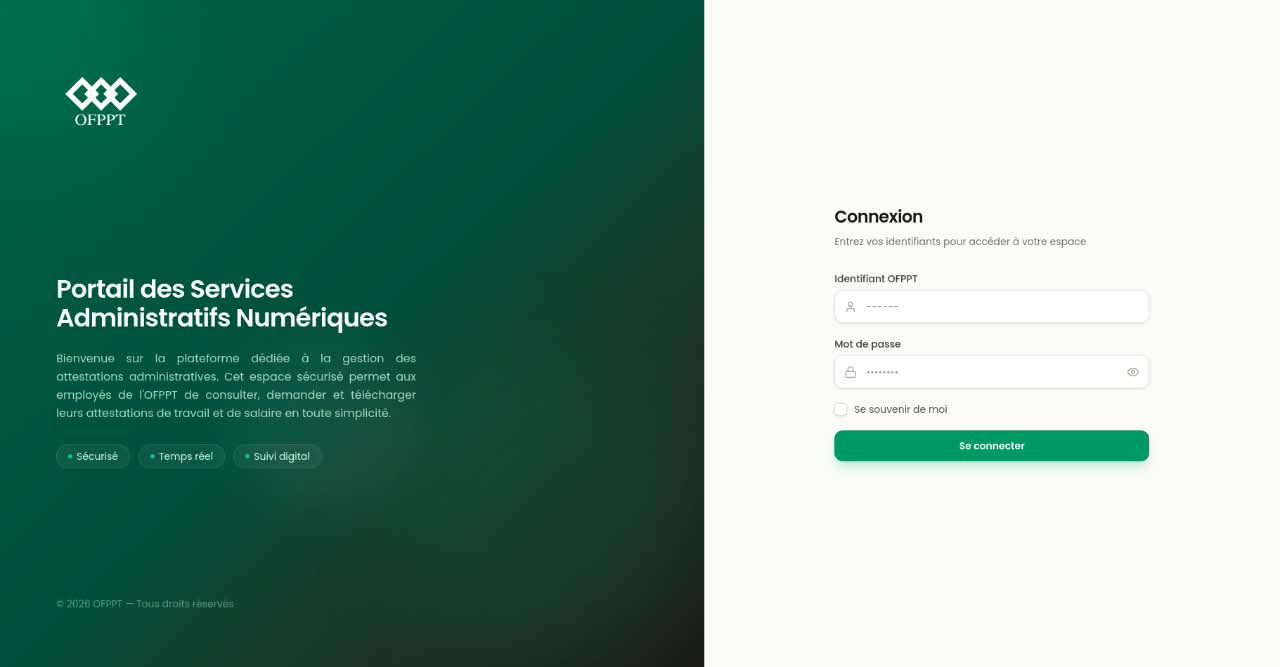 OFPPT
Portail des Services
Administratifs Numériques
Bienvenue sur la plateforme dédiée à la gestion des
attestations administratives. Cet espace sécurisé permet aux
employés de l'OFPPT de consulter, demander et télécharger
leurs attestations de travail et de salaire en toute simplicité.
Sécurisé
Temps réel
Suivi digital
© 2026 OFPPT — Tous droits réservés
Connexion
Entrez vos identifiants pour accéder à votre espace
Identifiant OFPPT
------
Mot de passe
••••••••
Se souvenir de moi
Se connecter